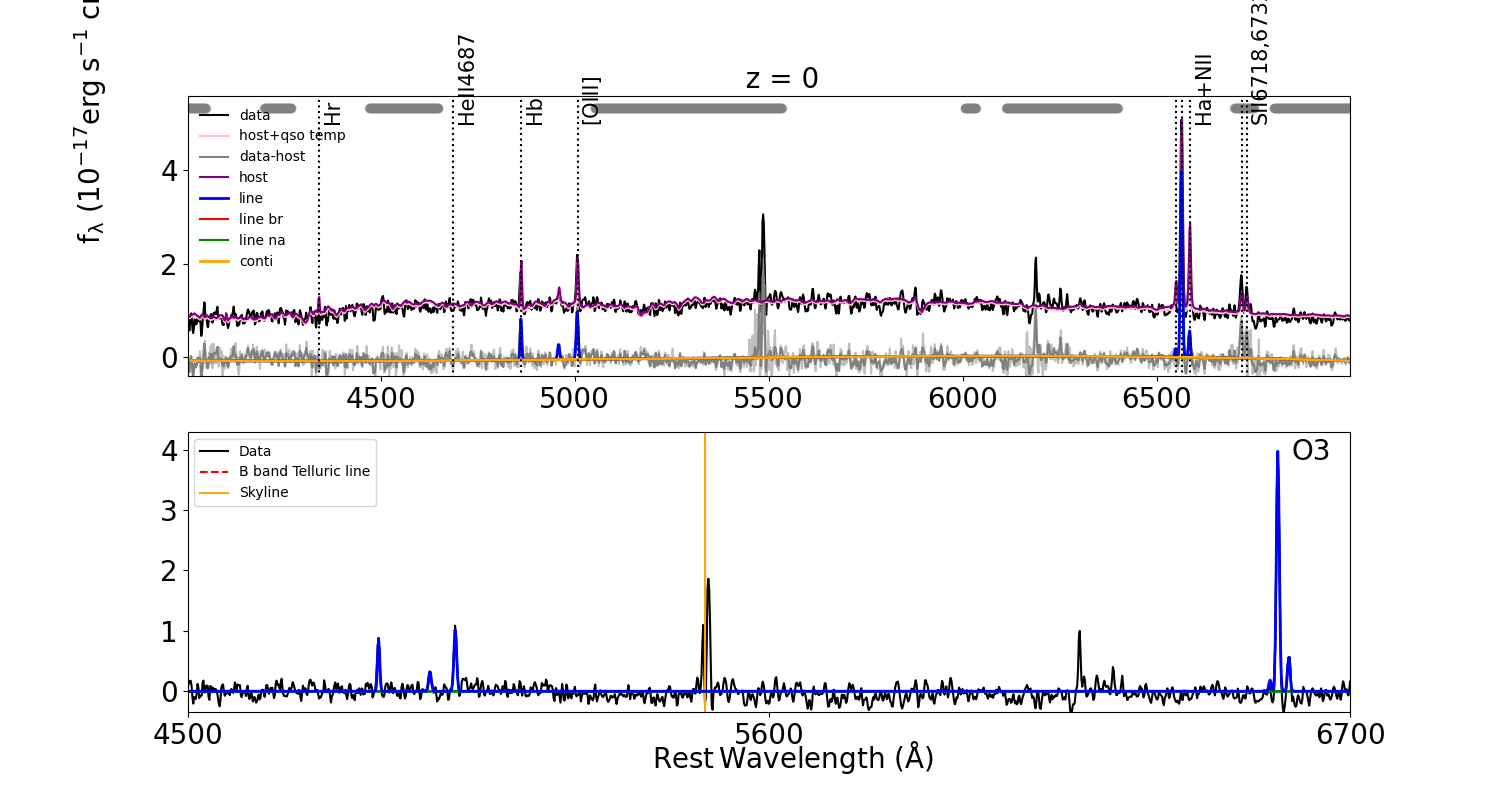 f_λ (10^−17 erg s^−1 c
Hr
HeII4687
Hb
[OIII]
z = 0
Ha+NII
SII6718,673
data
host+qso temp
data-host
host
line
line br
line na
conti
4
2
0
4500
5000
5500
6000
6500
Data
B band Telluric line
Skyline
O3
4
3
2
1
0
4500
5600
6700
Rest Wavelength (Å)